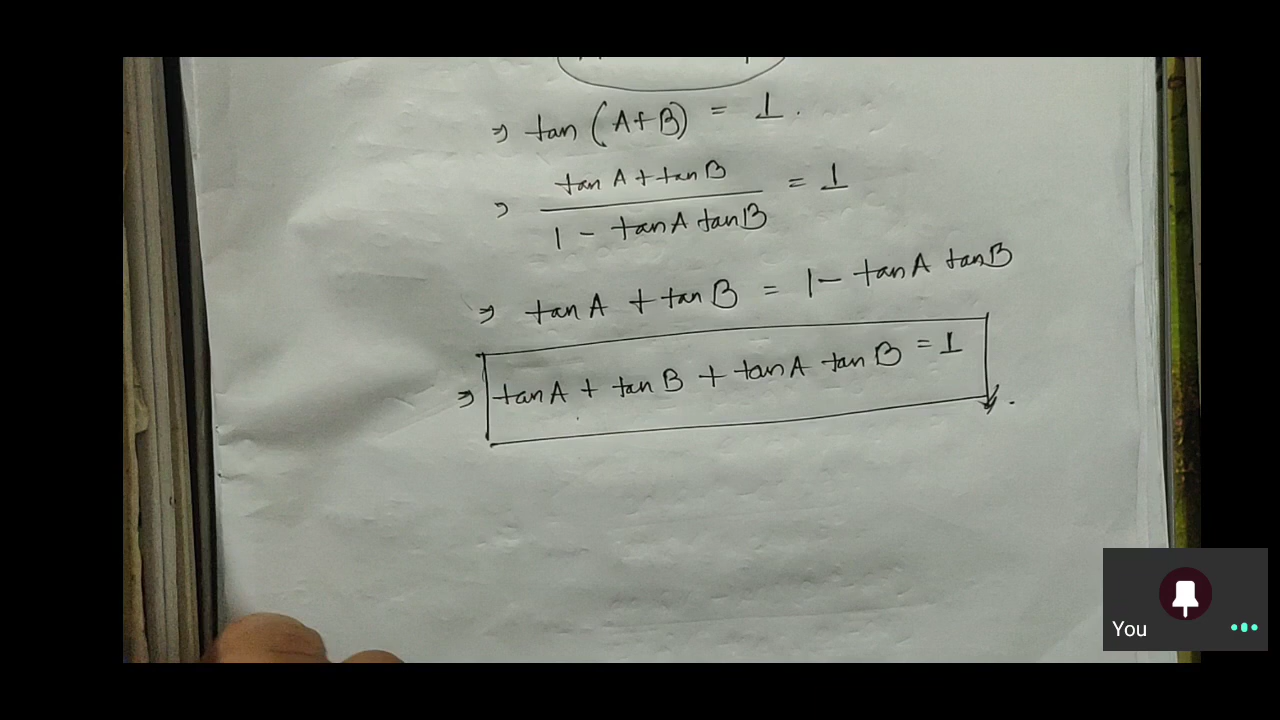 ⇒ tan (A+B) = 1.
⇒ tan A + tan B / 1 - tan A tan B = 1
⇒ tan A + tan B = 1 - tan A tan B
⇒ tan A + tan B + tan A tan B = 1
You